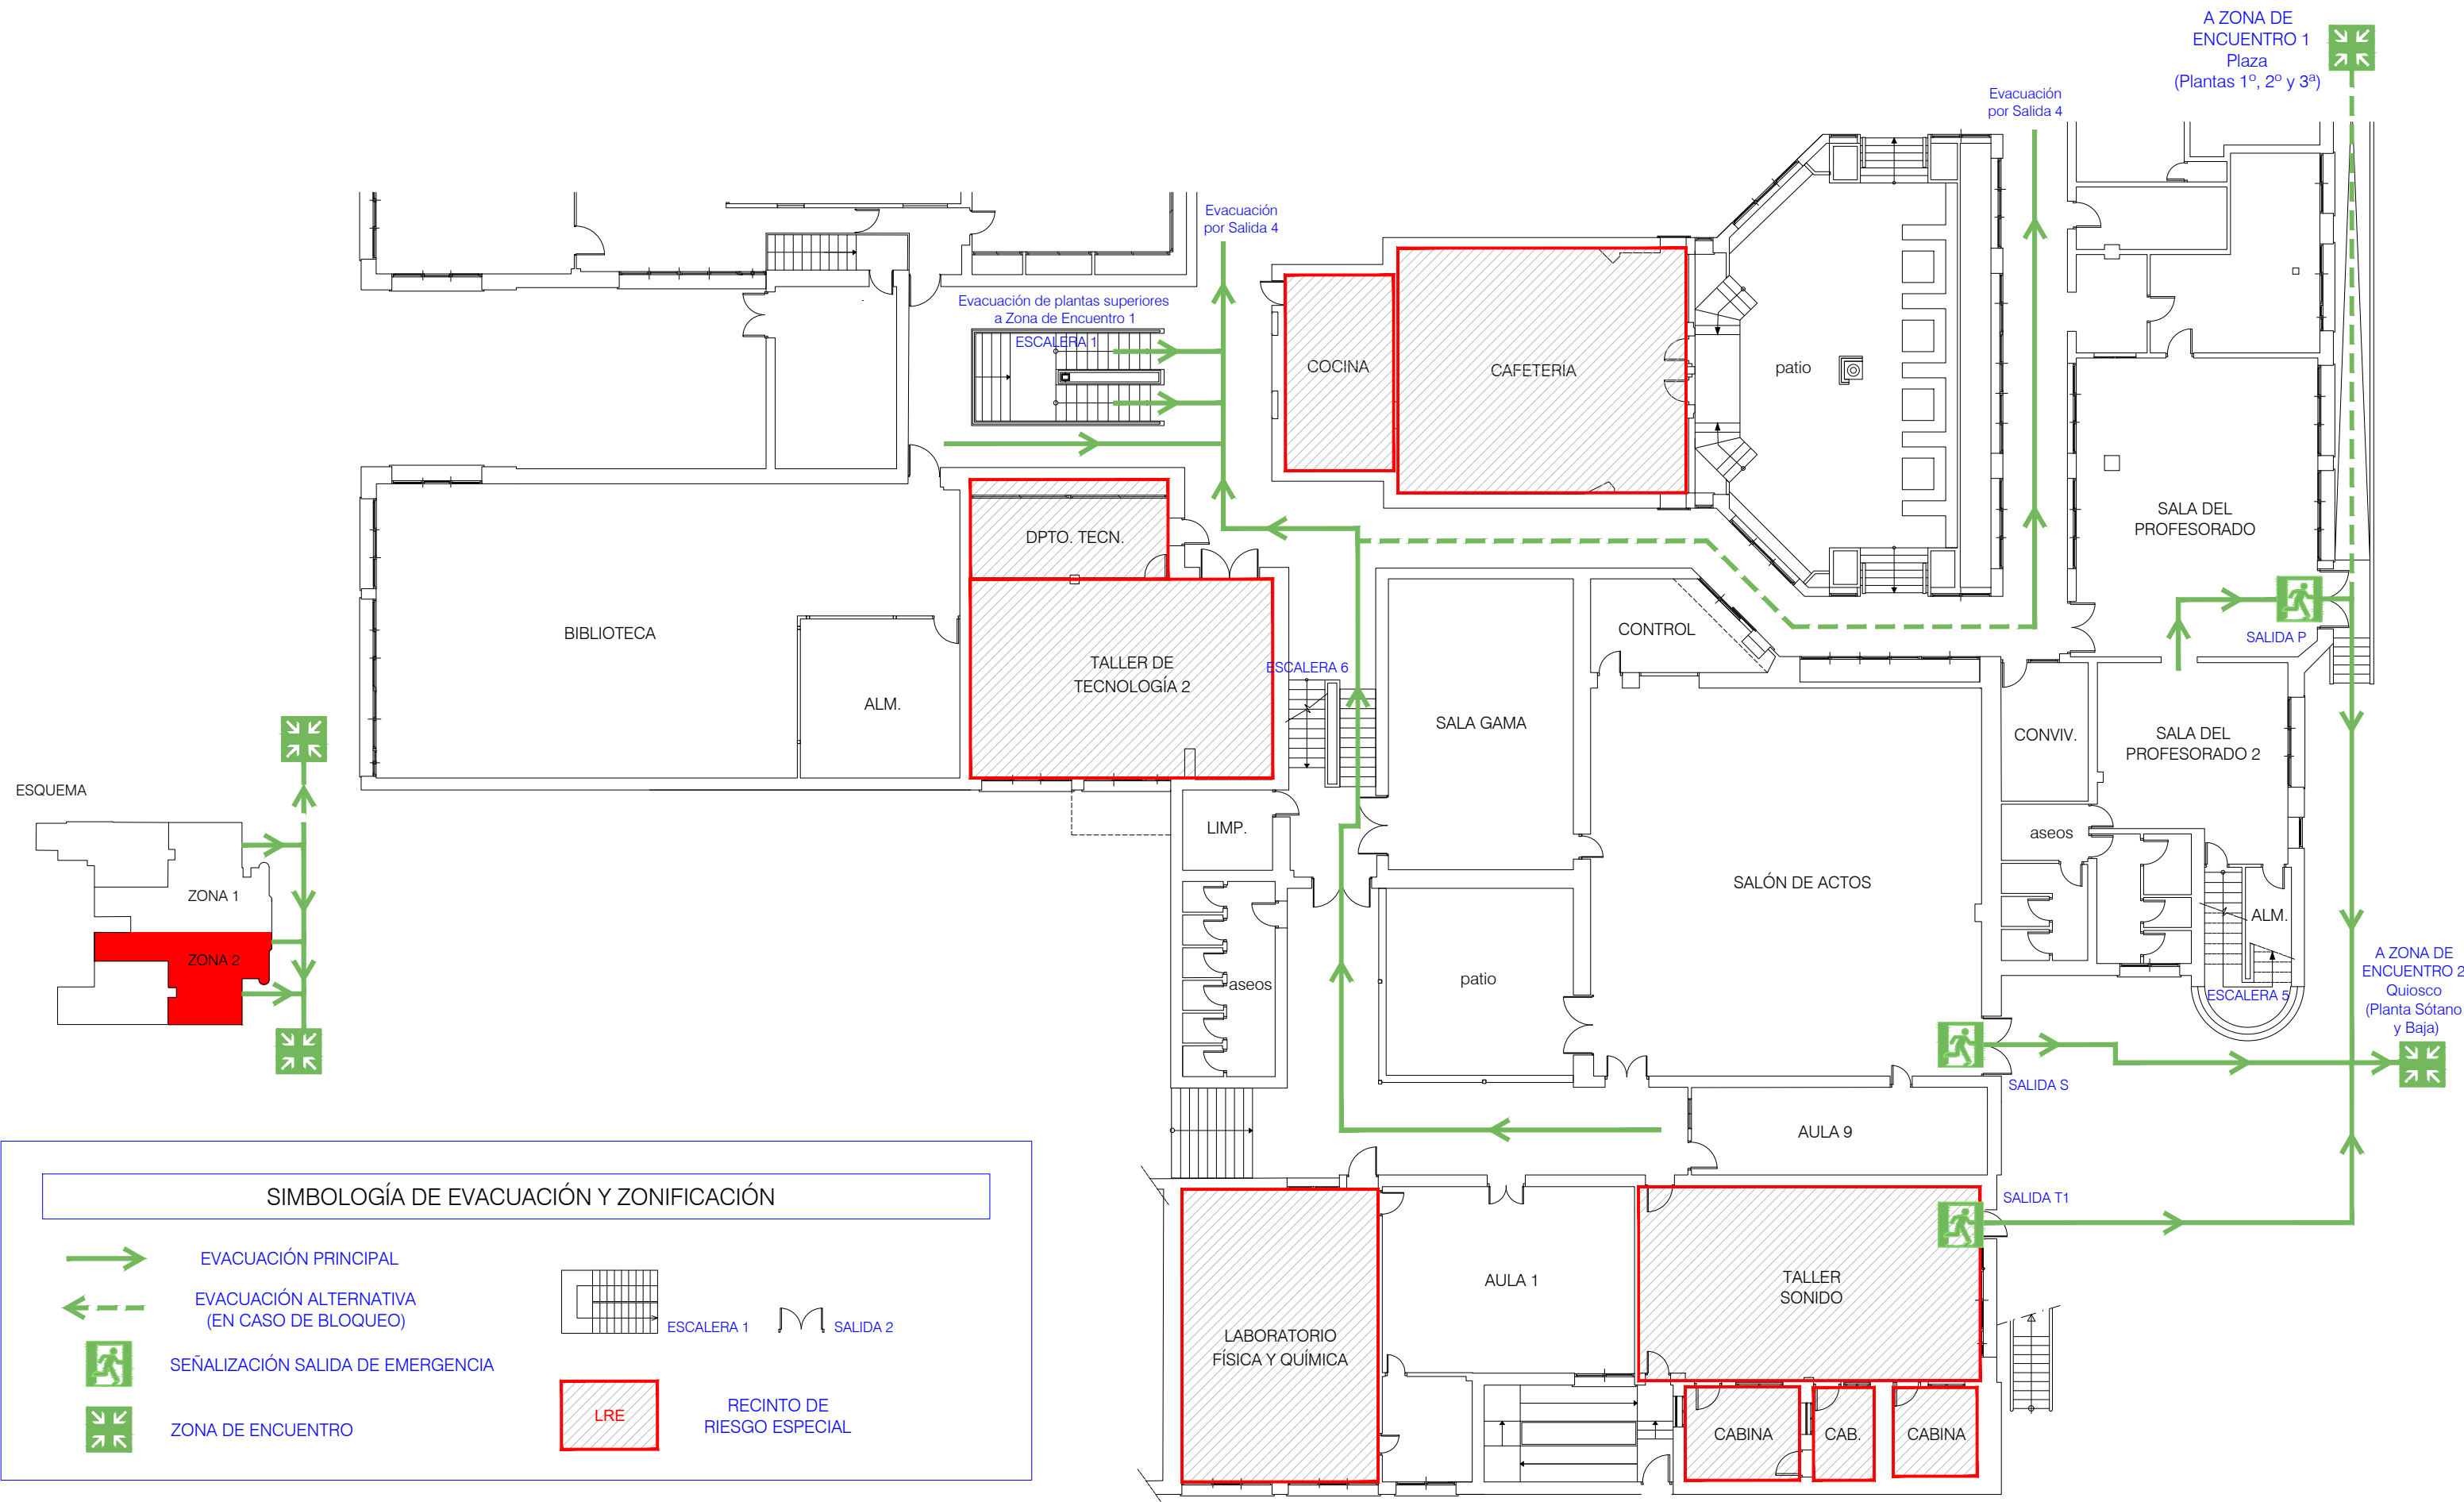 A ZONA DE
ENCUENTRO 1
Plaza
(Plantas 1º, 2º y 3ª)
Evacuación
por Salida 4
Evacuación
por Salida 4
Evacuación de plantas superiores
a Zona de Encuentro 1
ESCALERA 1
COCINA
CAFETERÍA
patio
SALA DEL
PROFESORADO
DPTO. TECN.
BIBLIOTECA
TALLER DE
TECNOLOGÍA 2
ALM.
ESCALERA 6
CONTROL
SALIDA P
SALA GAMA
CONVIV.
SALA DEL
PROFESORADO 2
ESQUEMA
ZONA 1
ZONA 2
LIMP.
aseos
SALÓN DE ACTOS
ALM.
aseos
patio
ESCALERA 5
A ZONA DE
ENCUENTRO 2
Quiosco
(Planta Sótano
y Baja)
SALIDA S
AULA 9
SALIDA T1
TALLER
SONIDO
AULA 1
LABORATORIO
FÍSICA Y QUÍMICA
CABINA
CAB.
CABINA
SIMBOLOGÍA DE EVACUACIÓN Y ZONIFICACIÓN
EVACUACIÓN PRINCIPAL
EVACUACIÓN ALTERNATIVA
(EN CASO DE BLOQUEO)
SEÑALIZACIÓN SALIDA DE EMERGENCIA
ZONA DE ENCUENTRO
ESCALERA 1
SALIDA 2
LRE
RECINTO DE
RIESGO ESPECIAL